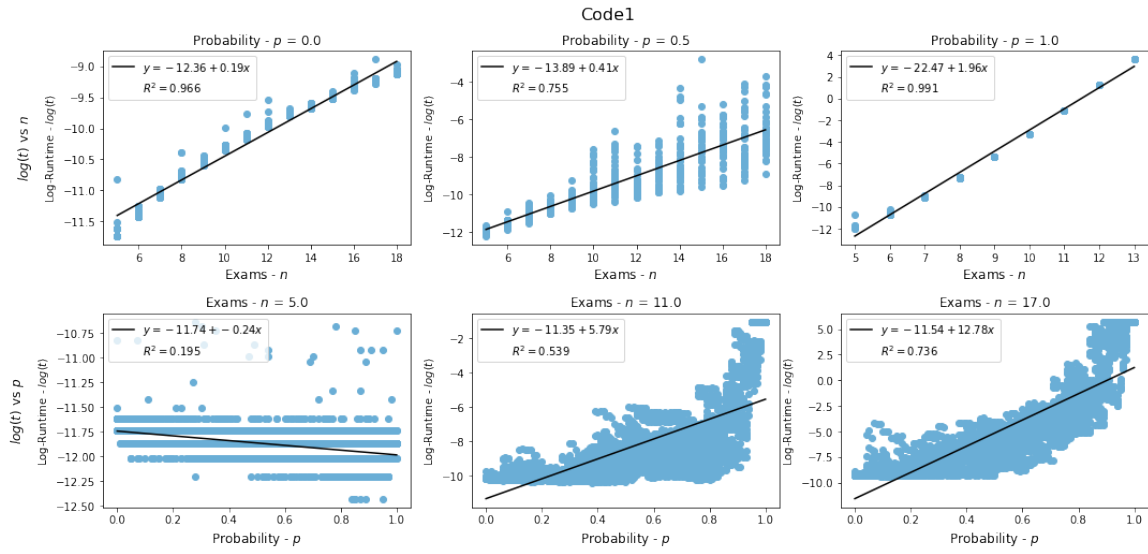 Code1
Probability - p = 0.0
y = −12.36 + 0.19x
R² = 0.966
−9.0
−9.5
−10.0
−10.5
−11.0
−11.5
6 8 10 12 14 16 18
Exams - n
log(t) vs n
Log-Runtime - log(t)
Probability - p = 0.5
y = −13.89 + 0.41x
R² = 0.755
−4
−6
−8
−10
−12
6 8 10 12 14 16 18
Exams - n
Log-Runtime - log(t)
Probability - p = 1.0
y = −22.47 + 1.96x
R² = 0.991
4
2
0
−2
−4
−6
−8
−10
−12
5 6 7 8 9 10 11 12 13
Exams - n
Log-Runtime - log(t)
Exams - n = 5.0
y = −11.74 + −0.24x
R² = 0.195
−10.75
−11.00
−11.25
−11.50
−11.75
−12.00
−12.25
−12.50
0.0 0.2 0.4 0.6 0.8 1.0
Probability - p
log(t) vs p
Log-Runtime - log(t)
Exams - n = 11.0
y = −11.35 + 5.79x
R² = 0.539
−2
−4
−6
−8
−10
0.0 0.2 0.4 0.6 0.8 1.0
Probability - p
Log-Runtime - log(t)
Exams - n = 17.0
y = −11.54 + 12.78x
R² = 0.736
5.0
2.5
0.0
−2.5
−5.0
−7.5
−10.0
0.0 0.2 0.4 0.6 0.8 1.0
Probability - p
Log-Runtime - log(t)